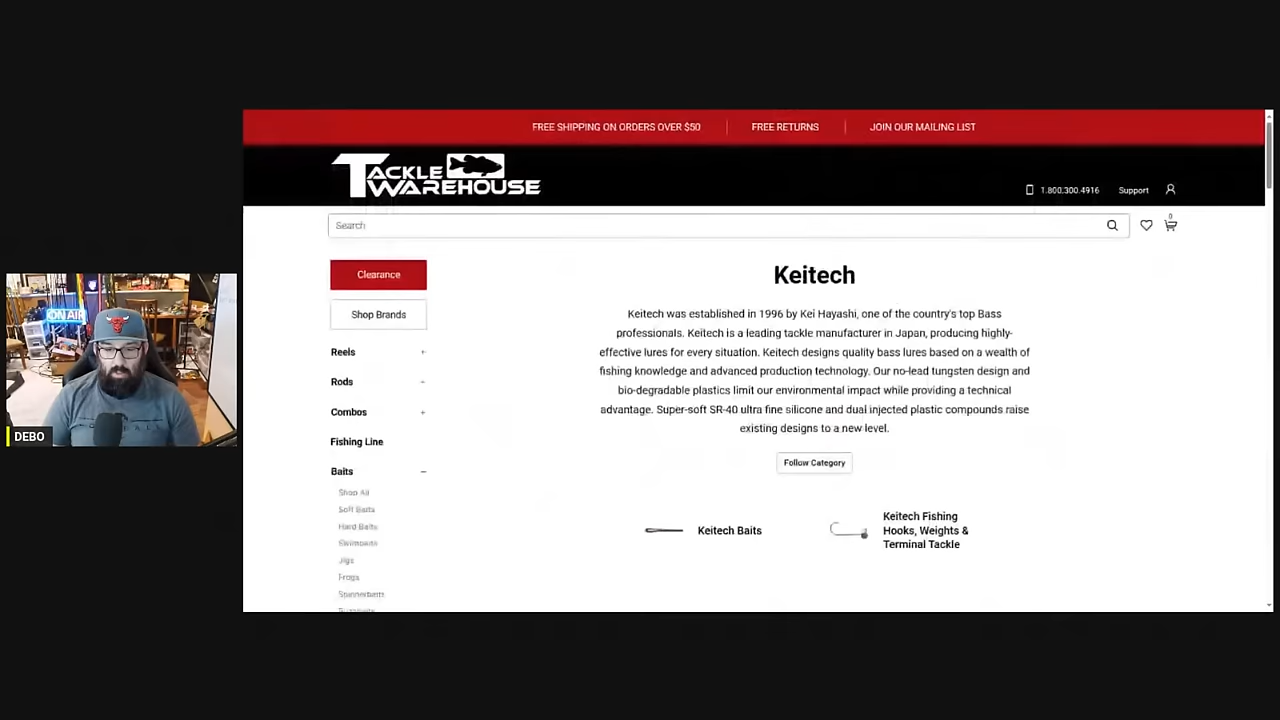 FREE SHIPPING ON ORDERS OVER $50
FREE RETURNS
JOIN OUR MAILING LIST
TACKLE
WAREHOUSE
1.800.300.4916
Support
Search
0
Clearance
Shop Brands
Reels +
Rods
Combos +
Fishing Line
Baits −
Shop All
Soft Baits
Hard Baits
Swimbaits
Jigs
Frogs
Spinnerbaits
Keitech
Keitech was established in 1996 by Kei Hayashi, one of the country's top Bass
professionals. Keitech is a leading tackle manufacturer in Japan, producing highly-
effective lures for every situation. Keitech designs quality bass lures based on a wealth of
fishing knowledge and advanced production technology. Our no-lead tungsten design and
bio-degradable plastics limit our environmental impact while providing a technical
advantage. Super-soft SR-40 ultra fine silicone and dual injected plastic compounds raise
existing designs to a new level.
Follow Category
Keitech Baits
Keitech Fishing
Hooks, Weights &
Terminal Tackle
ON AIR
DEBO